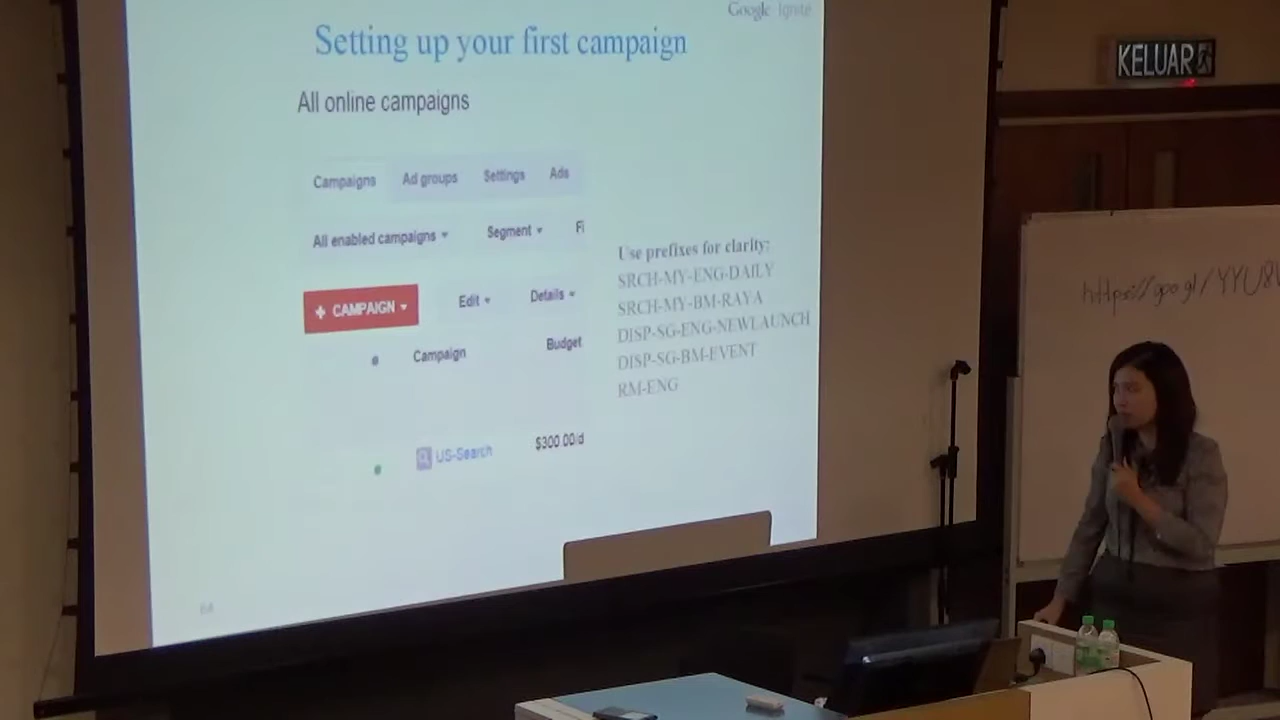 Google Ignite
Setting up your first campaign
All online campaigns
Campaigns Ad groups Settings Ads
All enabled campaigns Segment Fi
+ CAMPAIGN Edit Details
Campaign Budget
US-Search $300.00/d
Use prefixes for clarity:
SRCH-MY-ENG-DAILY
SRCH-MY-BM-RAYA
DISP-SG-ENG-NEWLAUNCH
DISP-SG-BM-EVENT
RM-ENG
KELUAR